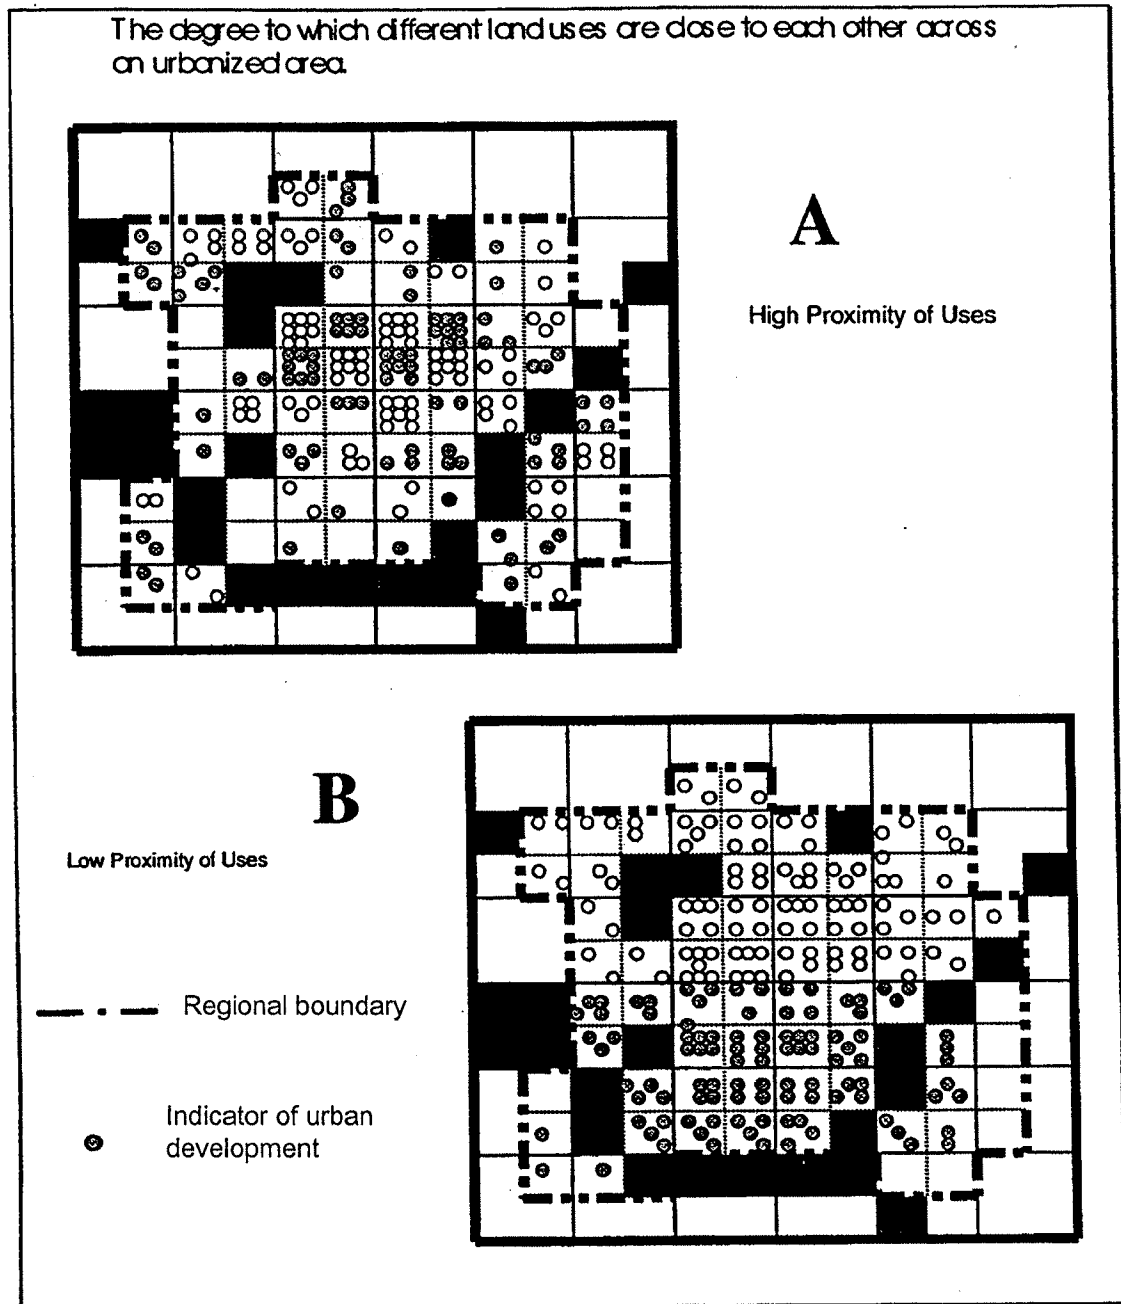 The degree to which different land uses are close to each other across
an urbanized area.
A
High Proximity of Uses
B
Low Proximity of Uses
Regional boundary
Indicator of urban
development